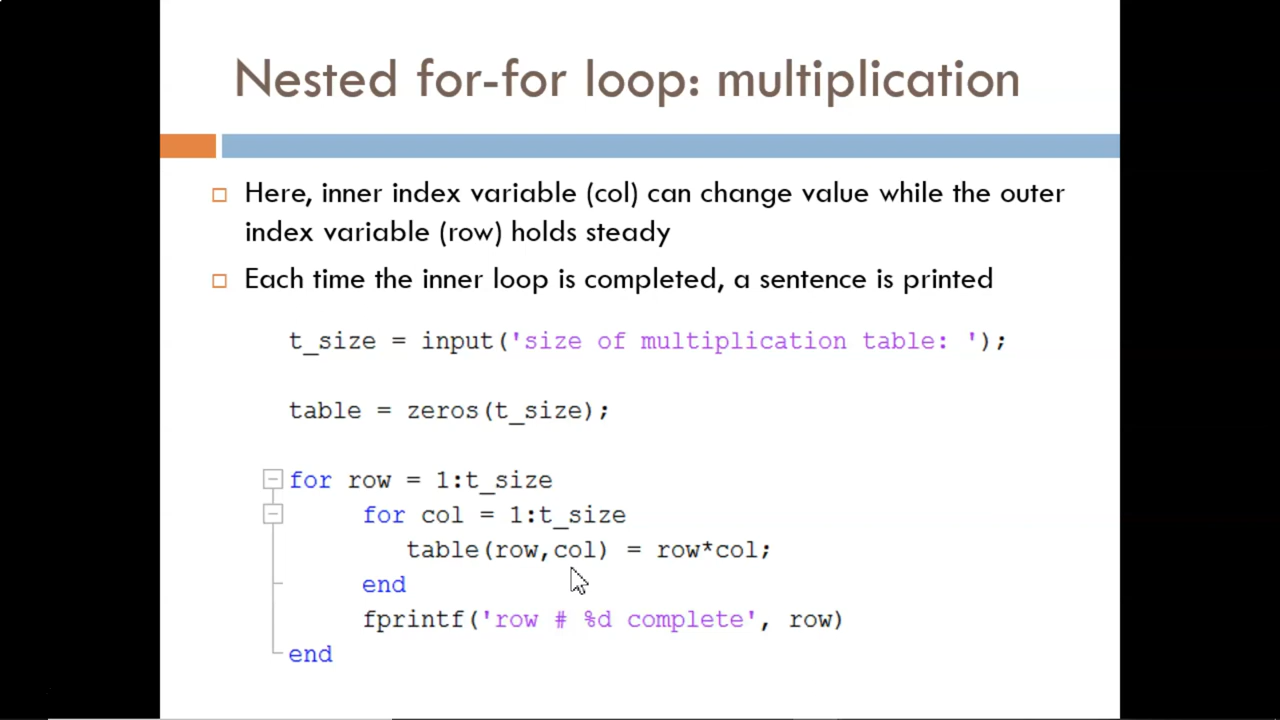 Nested for-for loop: multiplication
Here, inner index variable (col) can change value while the outer
index variable (row) holds steady
Each time the inner loop is completed, a sentence is printed
t_size = input('size of multiplication table: ');
table = zeros(t_size);
for row = 1:t_size
for col = 1:t_size
table(row,col) = row*col;
end
fprintf('row # %d complete', row)
end